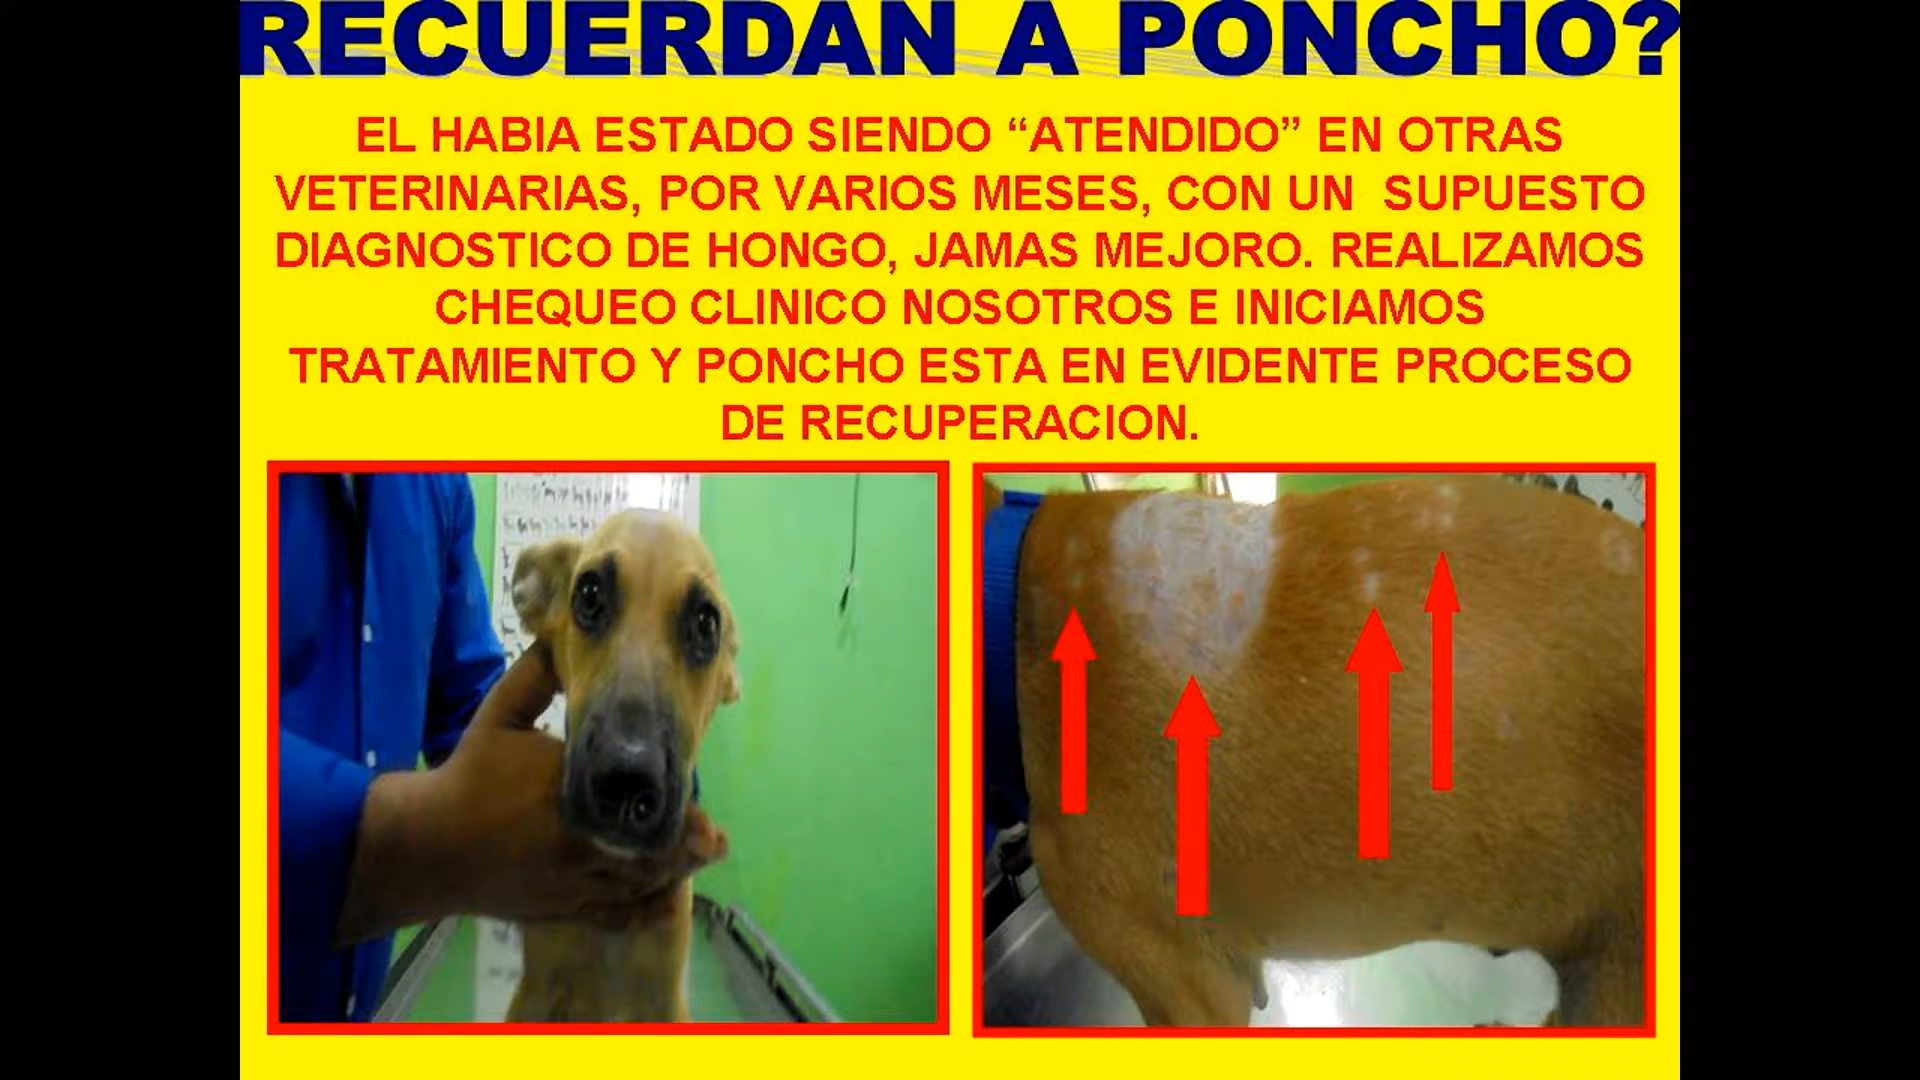 RECUERDAN A PONCHO?
EL HABIA ESTADO SIENDO “ATENDIDO” EN OTRAS
VETERINARIAS, POR VARIOS MESES, CON UN SUPUESTO
DIAGNOSTICO DE HONGO, JAMAS MEJORO. REALIZAMOS
CHEQUEO CLINICO NOSOTROS E INICIAMOS
TRATAMIENTO Y PONCHO ESTA EN EVIDENTE PROCESO
DE RECUPERACION.